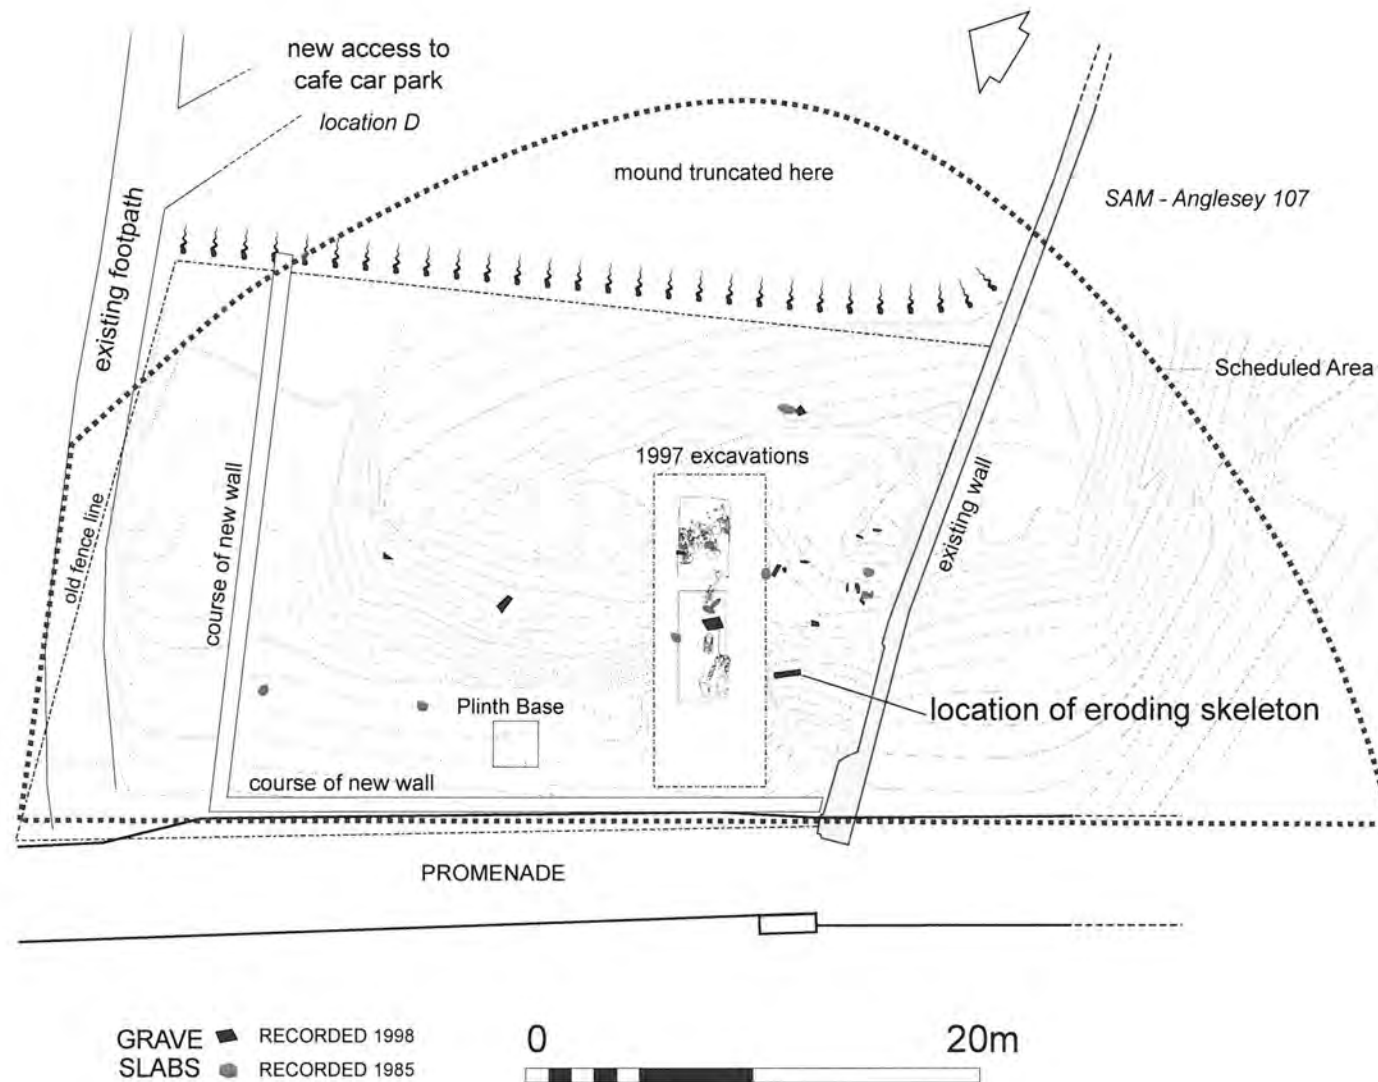 new access to
cafe car park
location D
mound truncated here
SAM - Anglesey 107
existing footpath
Scheduled Area
1997 excavations
old fence line
course of new wall
existing wall
Plinth Base
location of eroding skeleton
course of new wall
PROMENADE
GRAVE SLABS
RECORDED 1998
RECORDED 1985
0 20m